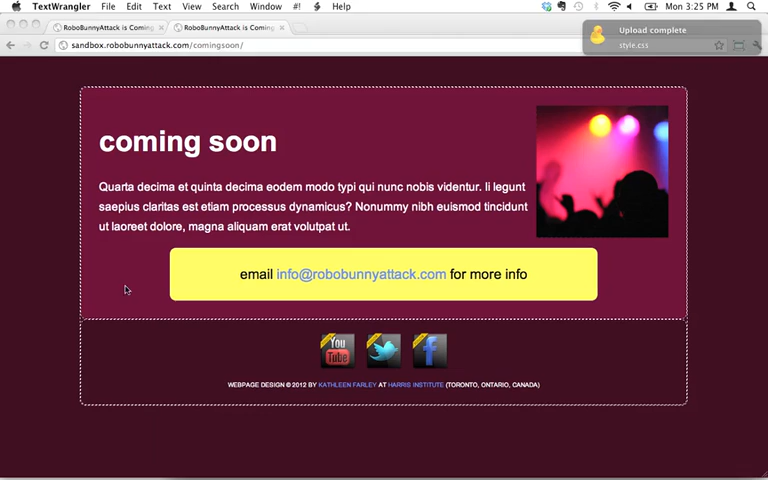 TextWrangler File Edit Text View Search Window #! Help Mon 3:25 PM
Upload complete
style.css
RoboBunnyAttack is Coming RoboBunnyAttack is Coming
sandbox.robobunnyattack.com/comingsoon/
coming soon
Quarta decima et quinta decima eodem modo typi qui nunc nobis videntur. Ii legunt
saepius claritas est etiam processus dynamicus? Nonummy nibh euismod tincidunt
ut laoreet dolore, magna aliquam erat volutpat ut.
email info@robobunnyattack.com for more info
You
Tube
WEBPAGE DESIGN © 2012 BY KATHLEEN FARLEY AT HARRIS INSTITUTE (TORONTO, ONTARIO, CANADA)